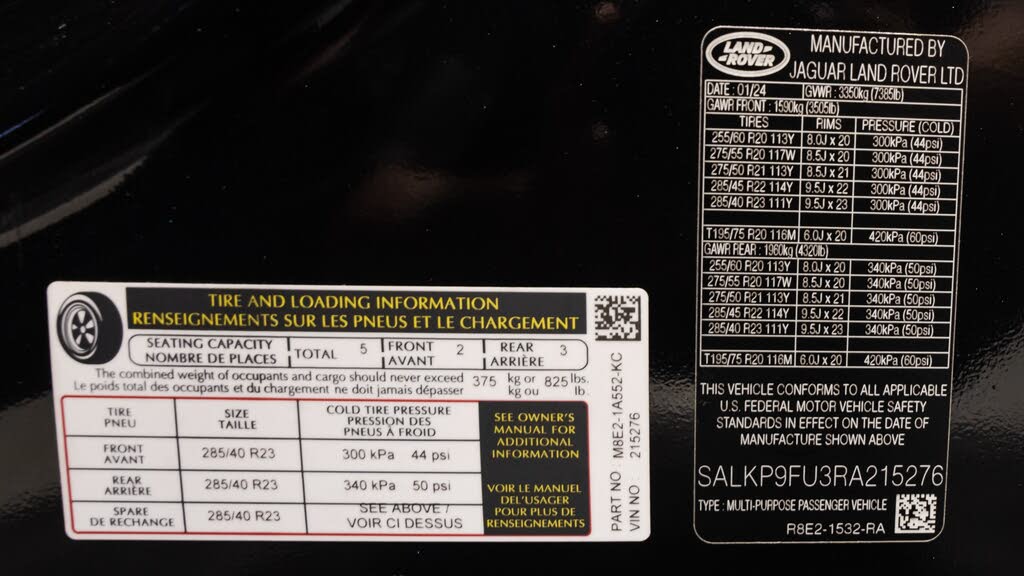 TIRE AND LOADING INFORMATION
RENSEIGNEMENTS SUR LES PNEUS ET LE CHARGEMENT
SEATING CAPACITY
NOMBRE DE PLACES
TOTAL 5
FRONT
AVANT 2
REAR
ARRIÈRE 3
The combined weight of occupants and cargo should never exceed 375 kg or 825 lbs.
Le poids total des occupants et du chargement ne doit jamais dépasser kg ou lb.
TIRE
PNEU
SIZE
TAILLE
COLD TIRE PRESSURE
PRESSION DES
PNEUS À FROID
FRONT
AVANT
285/40 R23
300 kPa 44 psi
REAR
ARRIÈRE
285/40 R23
340 kPa 50 psi
SPARE
DE RECHANGE
285/40 R23
SEE ABOVE /
VOIR CI DESSUS
SEE OWNER'S
MANUAL FOR
ADDITIONAL
INFORMATION
VOIR LE MANUEL
DEL'USAGER
POUR PLUS DE
RENSEIGNEMENTS
PART NO : M8E2-1A552-KC
VIN NO : 215276
LAND-
ROVER
MANUFACTURED BY
JAGUAR LAND ROVER LTD
DATE : 01/24 GVWR : 3350kg (7385lb)
GAWR FRONT : 1590kg (3505lb)
TIRES RIMS PRESSURE (COLD)
255/60 R20 113Y 8.0J x 20 300kPa (44psi)
275/55 R20 117W 8.5J x 20 300kPa (44psi)
275/50 R21 113Y 8.5J x 21 300kPa (44psi)
285/45 R22 114Y 9.5J x 22 300kPa (44psi)
285/40 R23 111Y 9.5J x 23 300kPa (44psi)
T195/75 R20 116M 6.0J x 20 420kPa (60psi)
GAWR REAR : 1960kg (4320lb)
255/60 R20 113Y 8.0J x 20 340kPa (50psi)
275/55 R20 117W 8.5J x 20 340kPa (50psi)
275/50 R21 113Y 8.5J x 21 340kPa (50psi)
285/45 R22 114Y 9.5J x 22 340kPa (50psi)
285/40 R23 111Y 9.5J x 23 340kPa (50psi)
T195/75 R20 116M 6.0J x 20 420kPa (60psi)
THIS VEHICLE CONFORMS TO ALL APPLICABLE
U.S. FEDERAL MOTOR VEHICLE SAFETY
STANDARDS IN EFFECT ON THE DATE OF
MANUFACTURE SHOWN ABOVE
SALKP9FU3RA215276
TYPE : MULTI-PURPOSE PASSENGER VEHICLE
R8E2-1532-RA